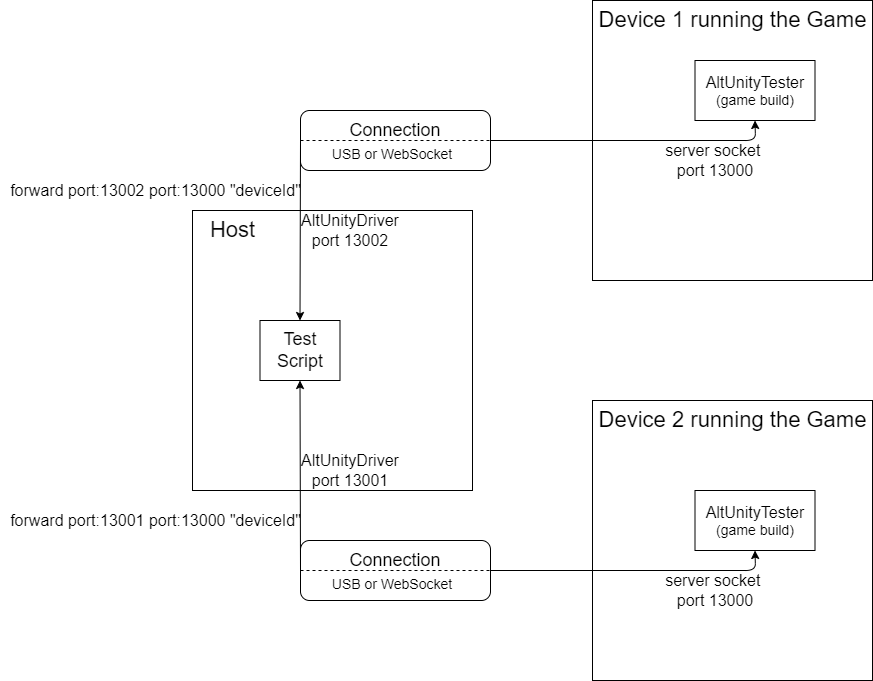 Device 1 running the Game
AltUnityTester
(game build)
Connection
USB or WebSocket
server socket
port 13000
forward port:13002 port:13000 "deviceId"
Host
AltUnityDriver
port 13002
Test
Script
Device 2 running the Game
AltUnityDriver
port 13001
forward port:13001 port:13000 "deviceId"
AltUnityTester
(game build)
Connection
USB or WebSocket
server socket
port 13000